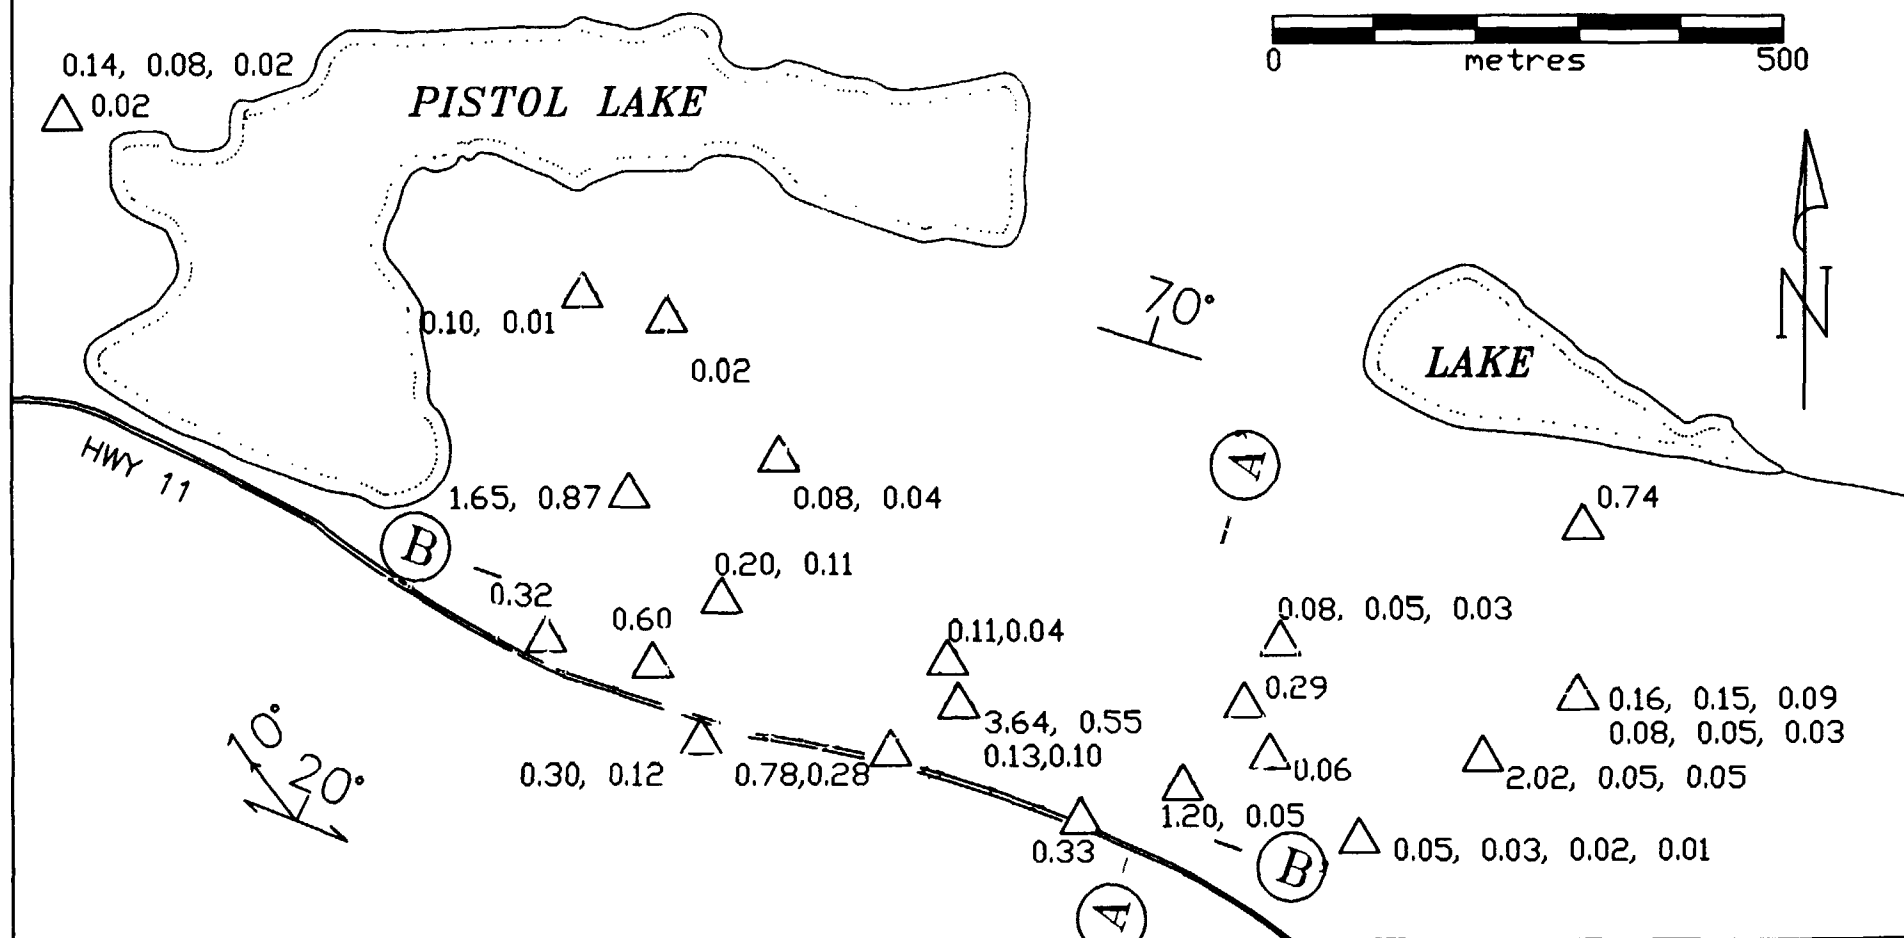 0.14, 0.08, 0.02
0.02
PISTOL LAKE
0 500
metres
N
0.10, 0.01
0.02
70°
LAKE
HWY 11
1.65, 0.87
0.08, 0.04
A'
0.74
B
0.32
0.20, 0.11
0.60
0.11,0.04
0.08, 0.05, 0.03
0.29
3.64, 0.55
0.13,0.10
0.16, 0.15, 0.09
0.08, 0.05, 0.03
10°
20°
0.30, 0.12
0.78,0.28
0.06
2.02, 0.05, 0.05
1.20, 0.05
0.33
B'
0.05, 0.03, 0.02, 0.01
A